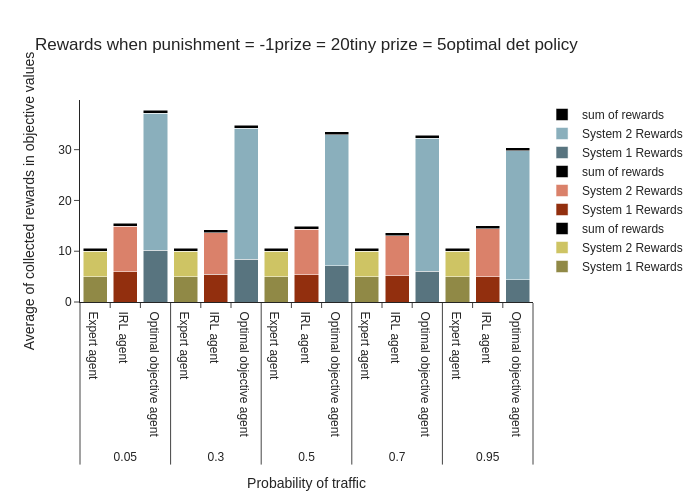 Rewards when punishment = -1prize = 20tiny prize = 5optimal det policy
Average of collected rewards in objective values
30
20
10
0
sum of rewards
System 2 Rewards
System 1 Rewards
sum of rewards
System 2 Rewards
System 1 Rewards
sum of rewards
System 2 Rewards
System 1 Rewards
Expert agent
IRL agent
Optimal objective agent
Expert agent
IRL agent
Optimal objective agent
Expert agent
IRL agent
Optimal objective agent
Expert agent
IRL agent
Optimal objective agent
Expert agent
IRL agent
Optimal objective agent
0.05
0.3
0.5
0.7
0.95
Probability of traffic